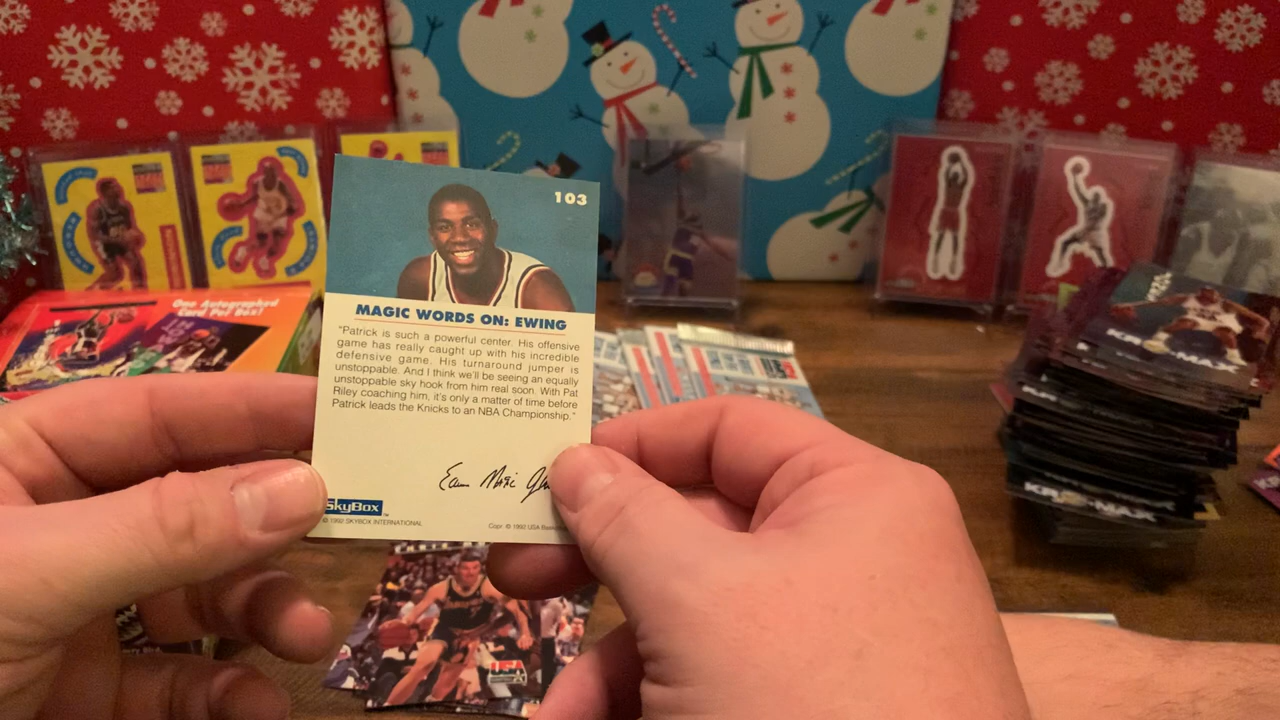 103
MAGIC WORDS ON: EWING
"Patrick is such a powerful center. His offensive
game has really caught up with his incredible
defensive game. His turnaround jumper is
unstoppable. And I think we'll be seeing an equally
unstoppable sky hook from him real soon. With Pat
Riley coaching him, it's only a matter of time before
Patrick leads the Knicks to an NBA Championship."
SkyBox
© 1992 SKYBOX INTERNATIONAL
Copr. © 1992 USA
One Autographed
Card Per Box!
USA